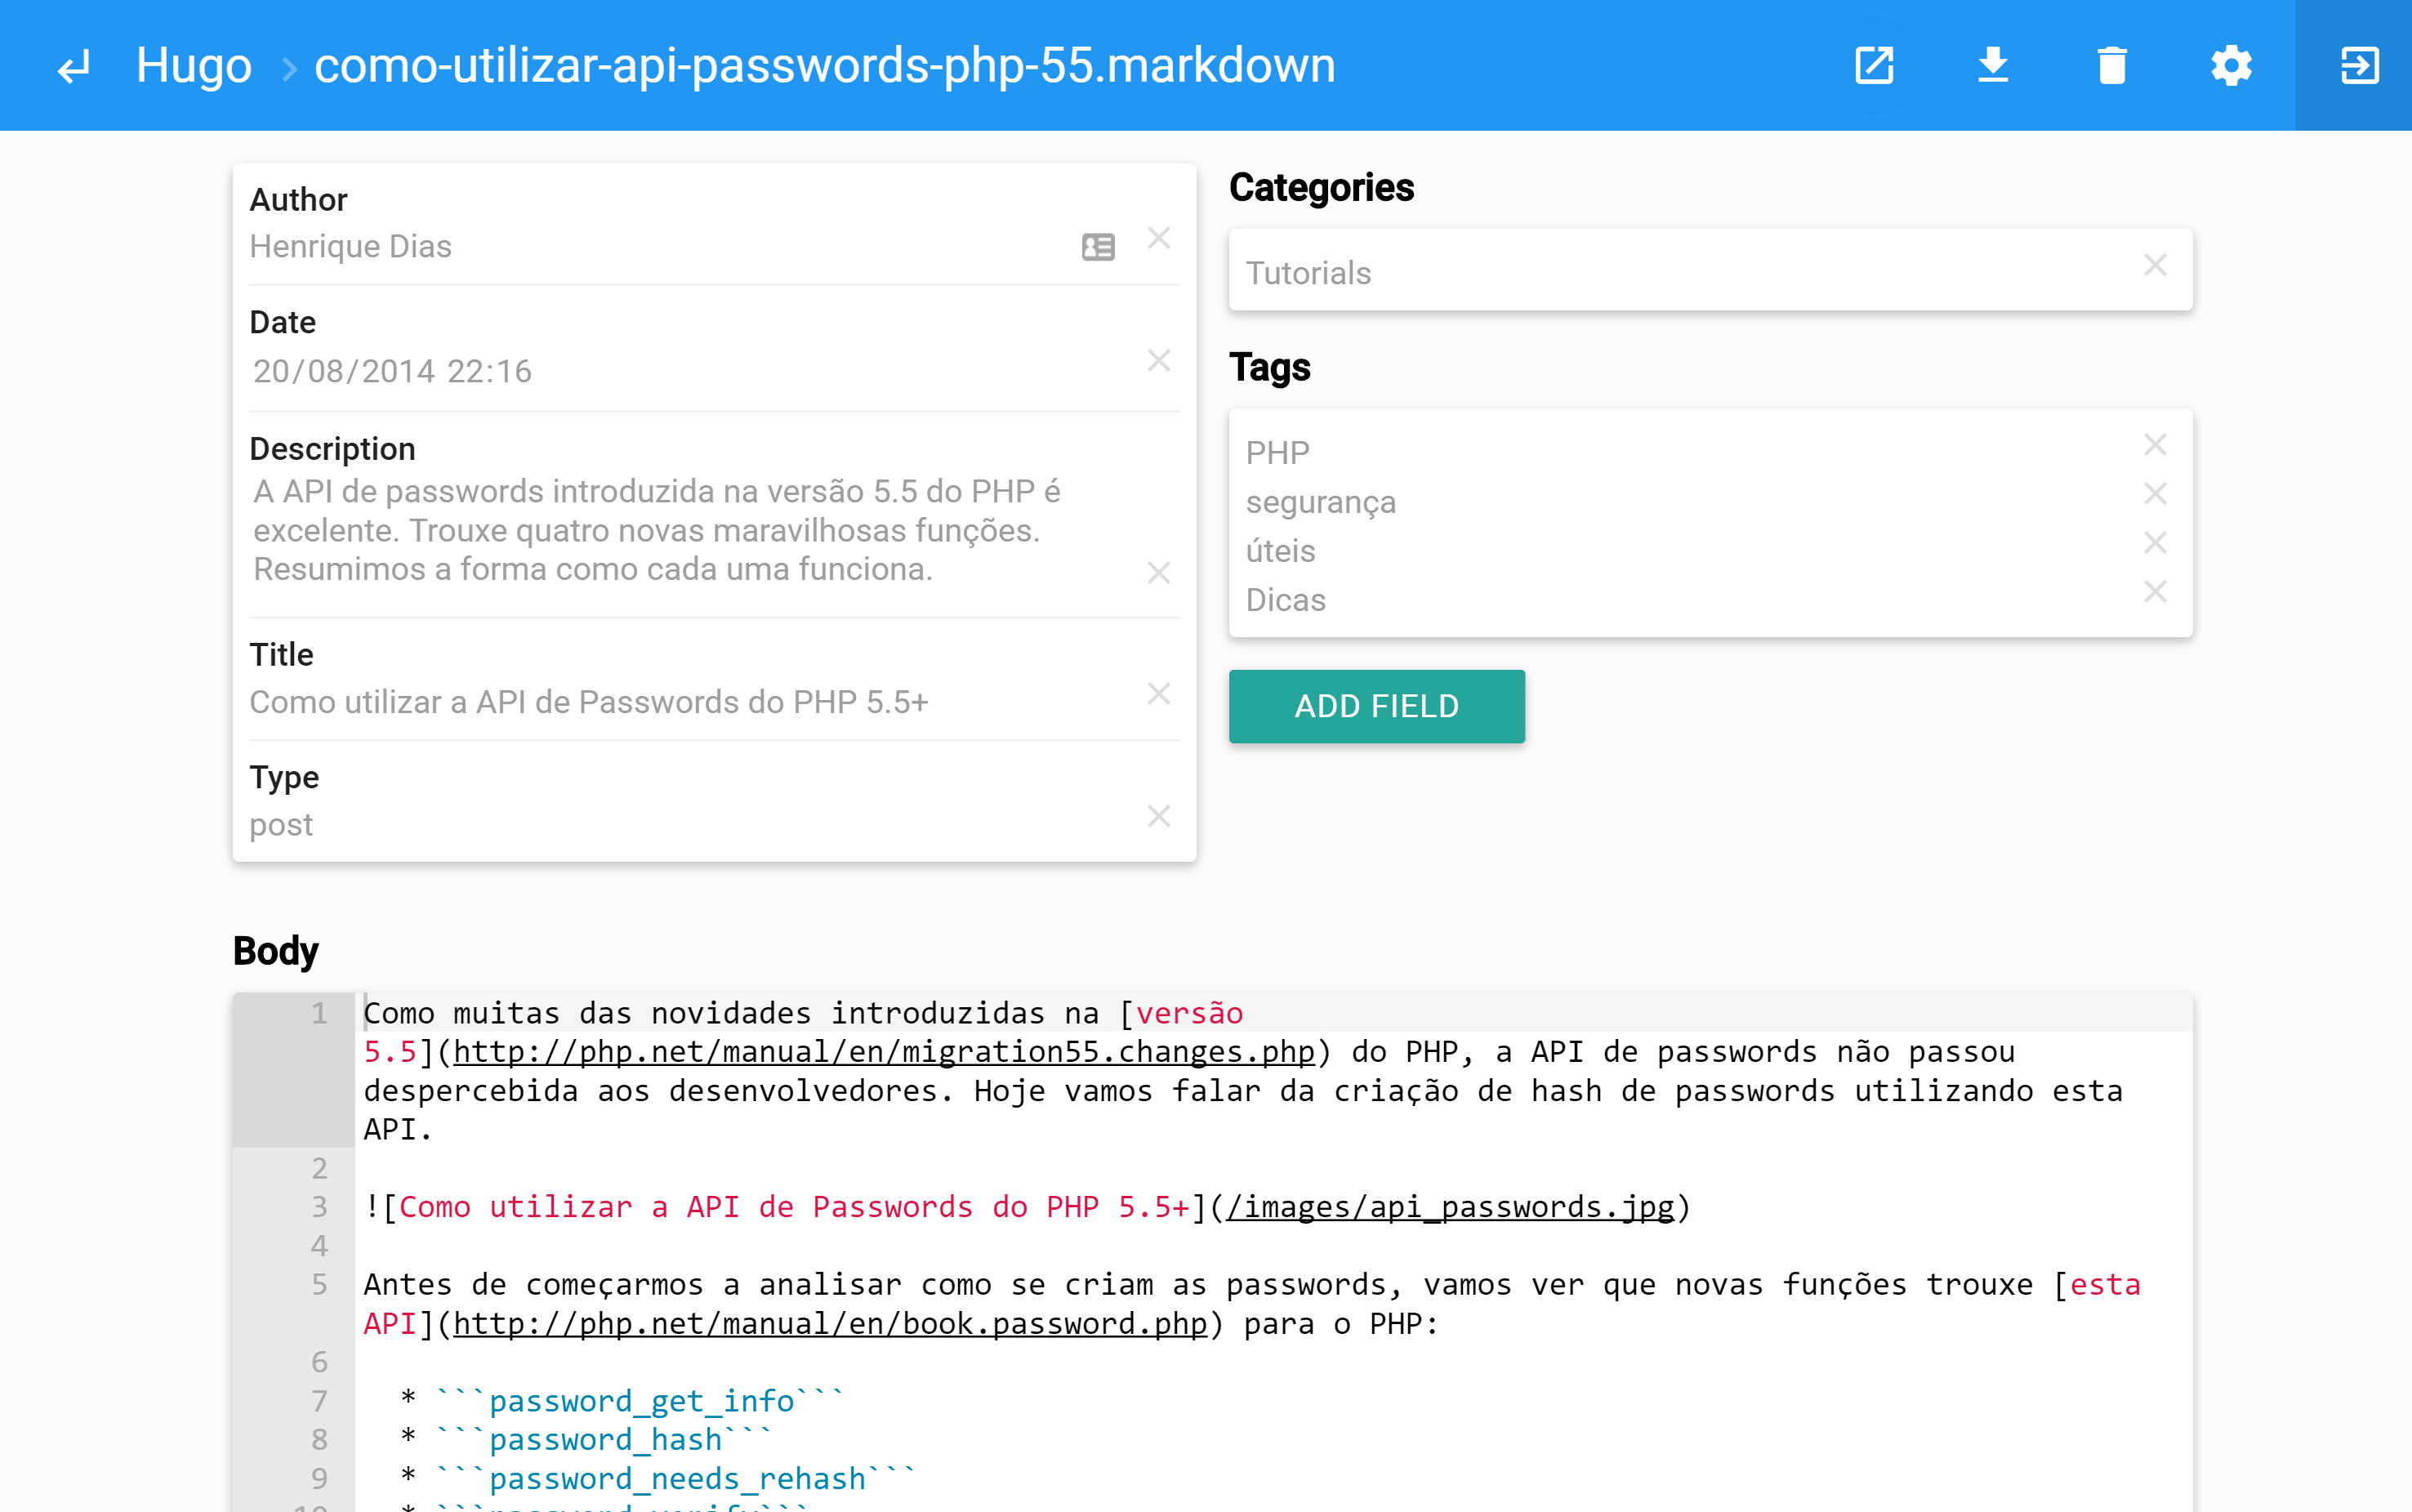 Hugo > como-utilizar-api-passwords-php-55.markdown
Author
Henrique Dias
Date
20/08/2014 22:16
Description
A API de passwords introduzida na versão 5.5 do PHP é
excelente. Trouxe quatro novas maravilhosas funções.
Resumimos a forma como cada uma funciona.
Title
Como utilizar a API de Passwords do PHP 5.5+
Type
post
Categories
Tutorials
Tags
PHP
segurança
úteis
Dicas
ADD FIELD
Body
1 Como muitas das novidades introduzidas na [versão
5.5](http://php.net/manual/en/migration55.changes.php) do PHP, a API de passwords não passou
despercebida aos desenvolvedores. Hoje vamos falar da criação de hash de passwords utilizando esta
API.
2
3 ![Como utilizar a API de Passwords do PHP 5.5+](/images/api_passwords.jpg)
4
5 Antes de começarmos a analisar como se criam as passwords, vamos ver que novas funções trouxe [esta
API](http://php.net/manual/en/book.password.php) para o PHP:
6
7 * ```password_get_info```
8 * ```password_hash```
9 * ```password_needs_rehash```
10 * ```password_verify```